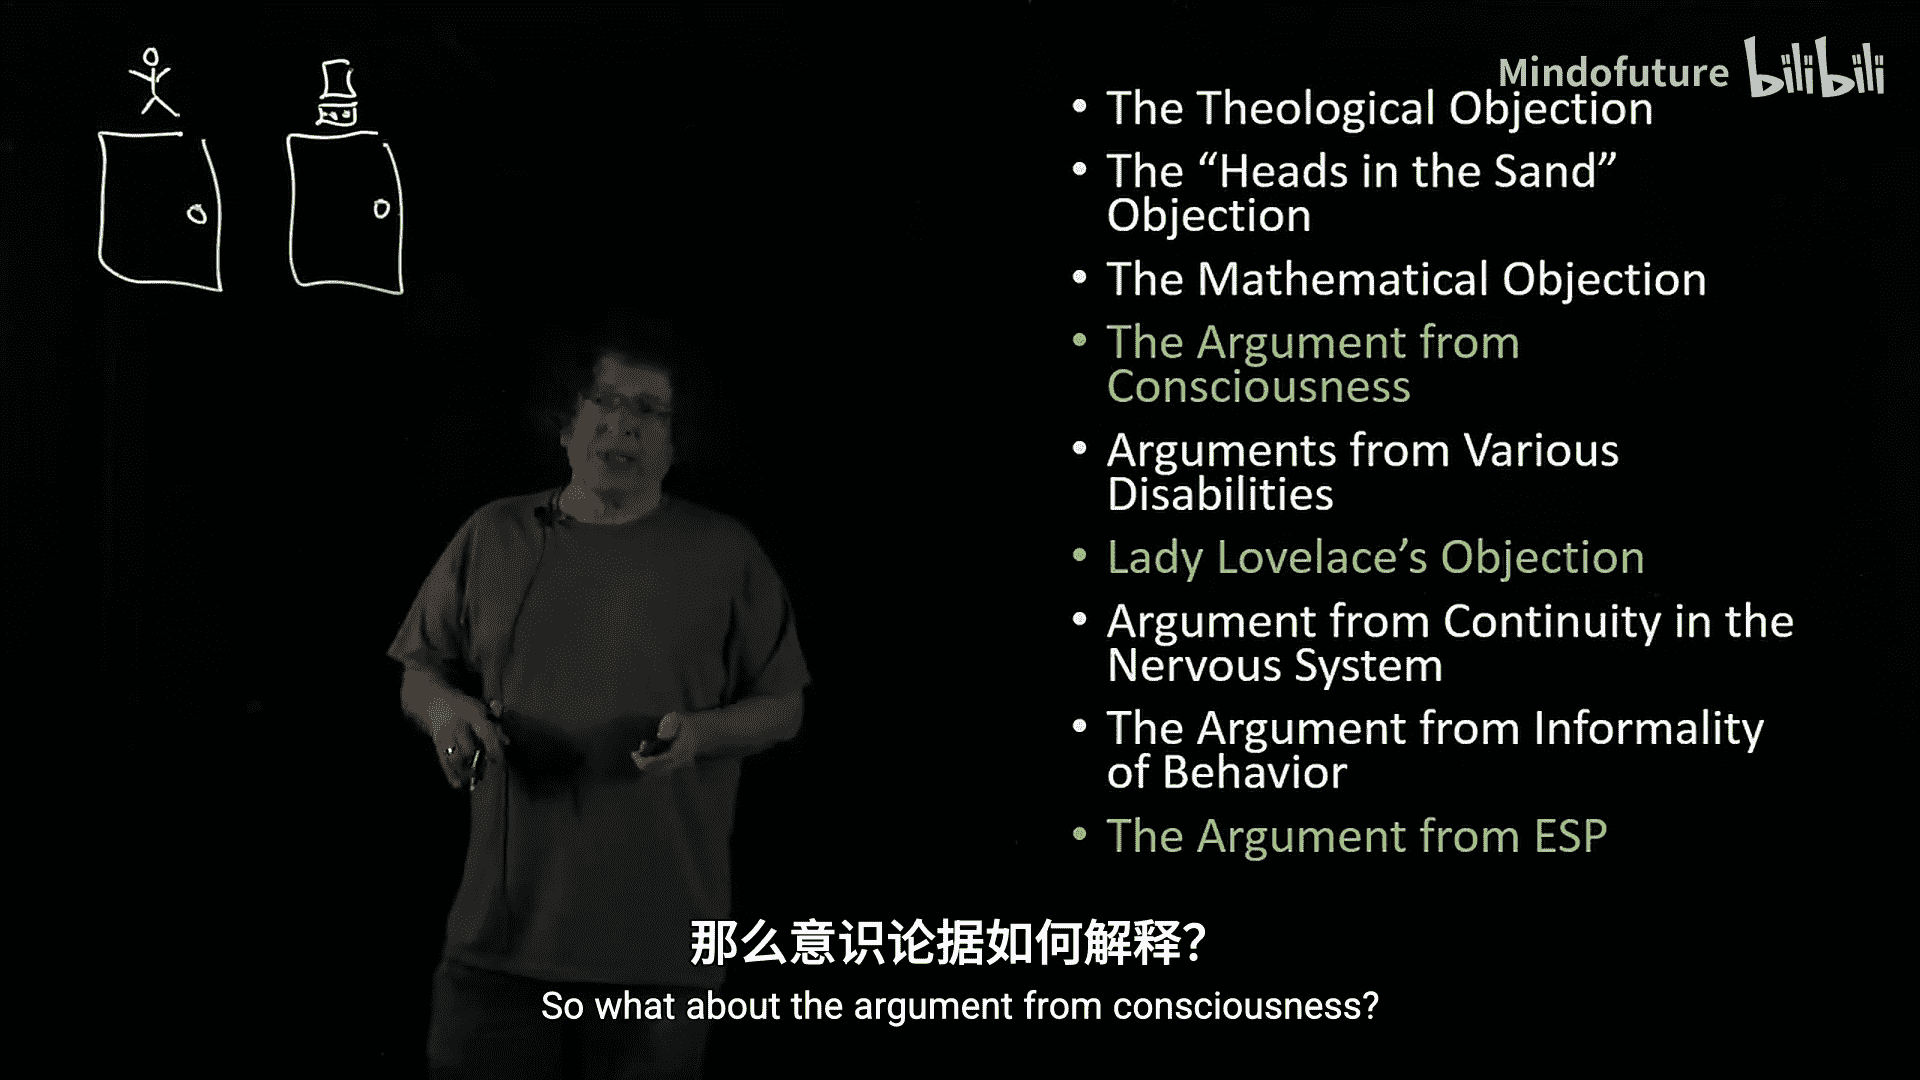 Mindofuture bilibili
• The Theological Objection
• The “Heads in the Sand”
Objection
• The Mathematical Objection
• The Argument from
Consciousness
• Arguments from Various
Disabilities
• Lady Lovelace’s Objection
• Argument from Continuity in the
Nervous System
• The Argument from Informality
of Behavior
• The Argument from ESP
那么意识论据如何解释？
So what about the argument from consciousness?